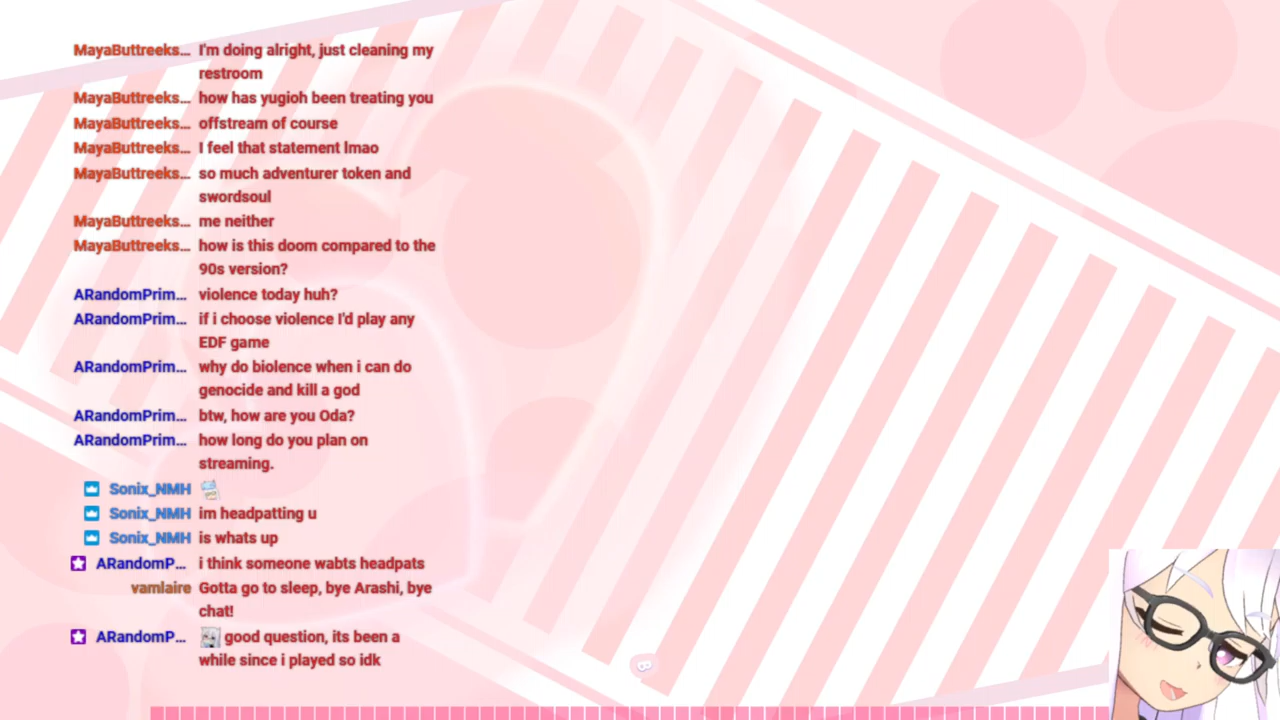 MayaButtreeks... I'm doing alright, just cleaning my
restroom
MayaButtreeks... how has yugioh been treating you
MayaButtreeks... offstream of course
MayaButtreeks... I feel that statement lmao
MayaButtreeks... so much adventurer token and
swordsoul
MayaButtreeks... me neither
MayaButtreeks... how is this doom compared to the
90s version?
ARandomPrim... violence today huh?
ARandomPrim... if i choose violence I'd play any
EDF game
ARandomPrim... why do biolence when i can do
genocide and kill a god
ARandomPrim... btw, how are you Oda?
ARandomPrim... how long do you plan on
streaming.
Sonix_NMH
Sonix_NMH im headpatting u
Sonix_NMH is whats up
ARandomP... i think someone wabts headpats
vamlaire Gotta go to sleep, bye Arashi, bye
chat!
ARandomP... good question, its been a
while since i played so idk